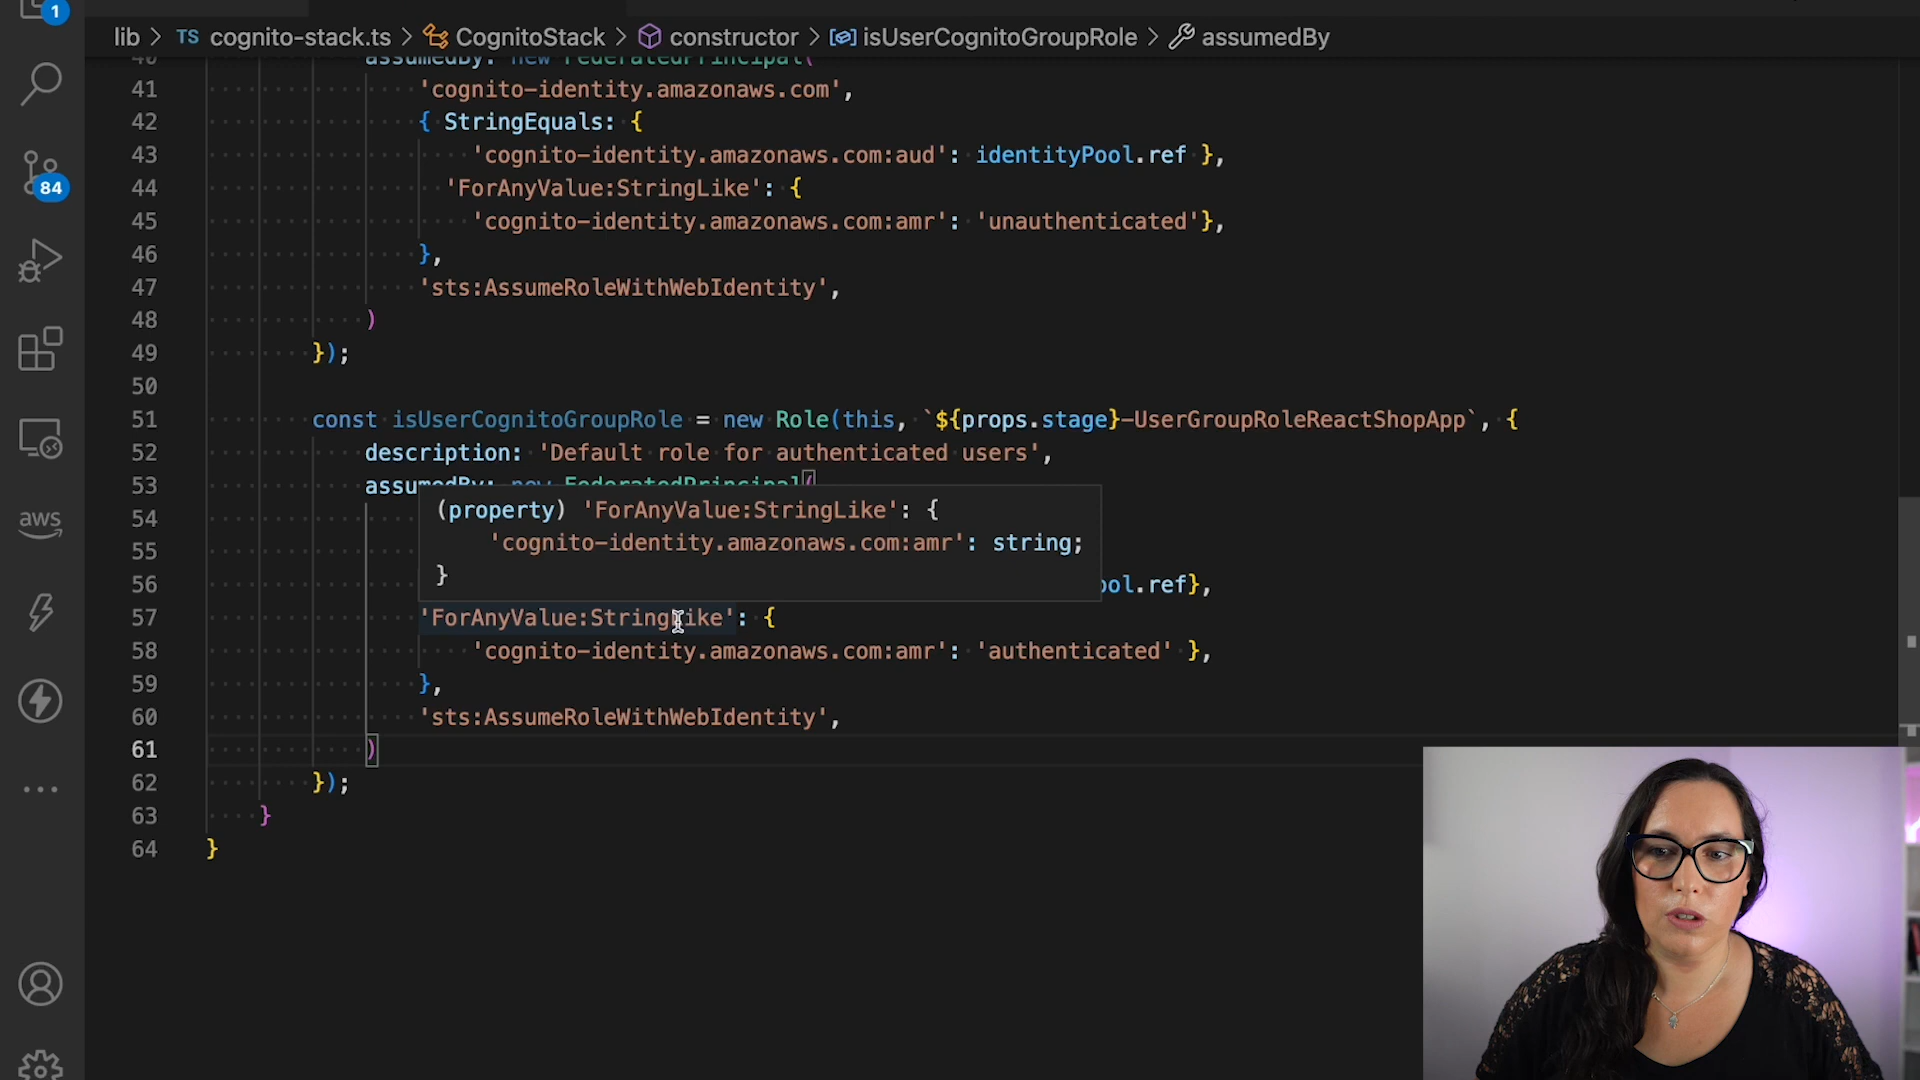 1
lib > TS cognito-stack.ts > CognitoStack > constructor > isUserCognitoGroupRole > assumedBy
40 assumedBy: new FederatedPrincipal(
41 'cognito-identity.amazonaws.com',
42 { StringEquals: {
84
43 'cognito-identity.amazonaws.com:aud': identityPool.ref },
44 'ForAnyValue:StringLike': {
45 'cognito-identity.amazonaws.com:amr': 'unauthenticated'},
46 },
47 'sts:AssumeRoleWithWebIdentity',
48 )
49 });
50
51 const isUserCognitoGroupRole = new Role(this, `${props.stage}-UserGroupRoleReactShopApp`, {
52 description: 'Default role for authenticated users',
53 assumedBy: new FederatedPrincipal(
(property) 'ForAnyValue:StringLike': {
aws
54
'cognito-identity.amazonaws.com:amr': string;
55
}
56 ool.ref},
57 'ForAnyValue:StringLike': {
58 'cognito-identity.amazonaws.com:amr': 'authenticated' },
59 },
60 'sts:AssumeRoleWithWebIdentity',
61 )
62 });
63 }
64 }